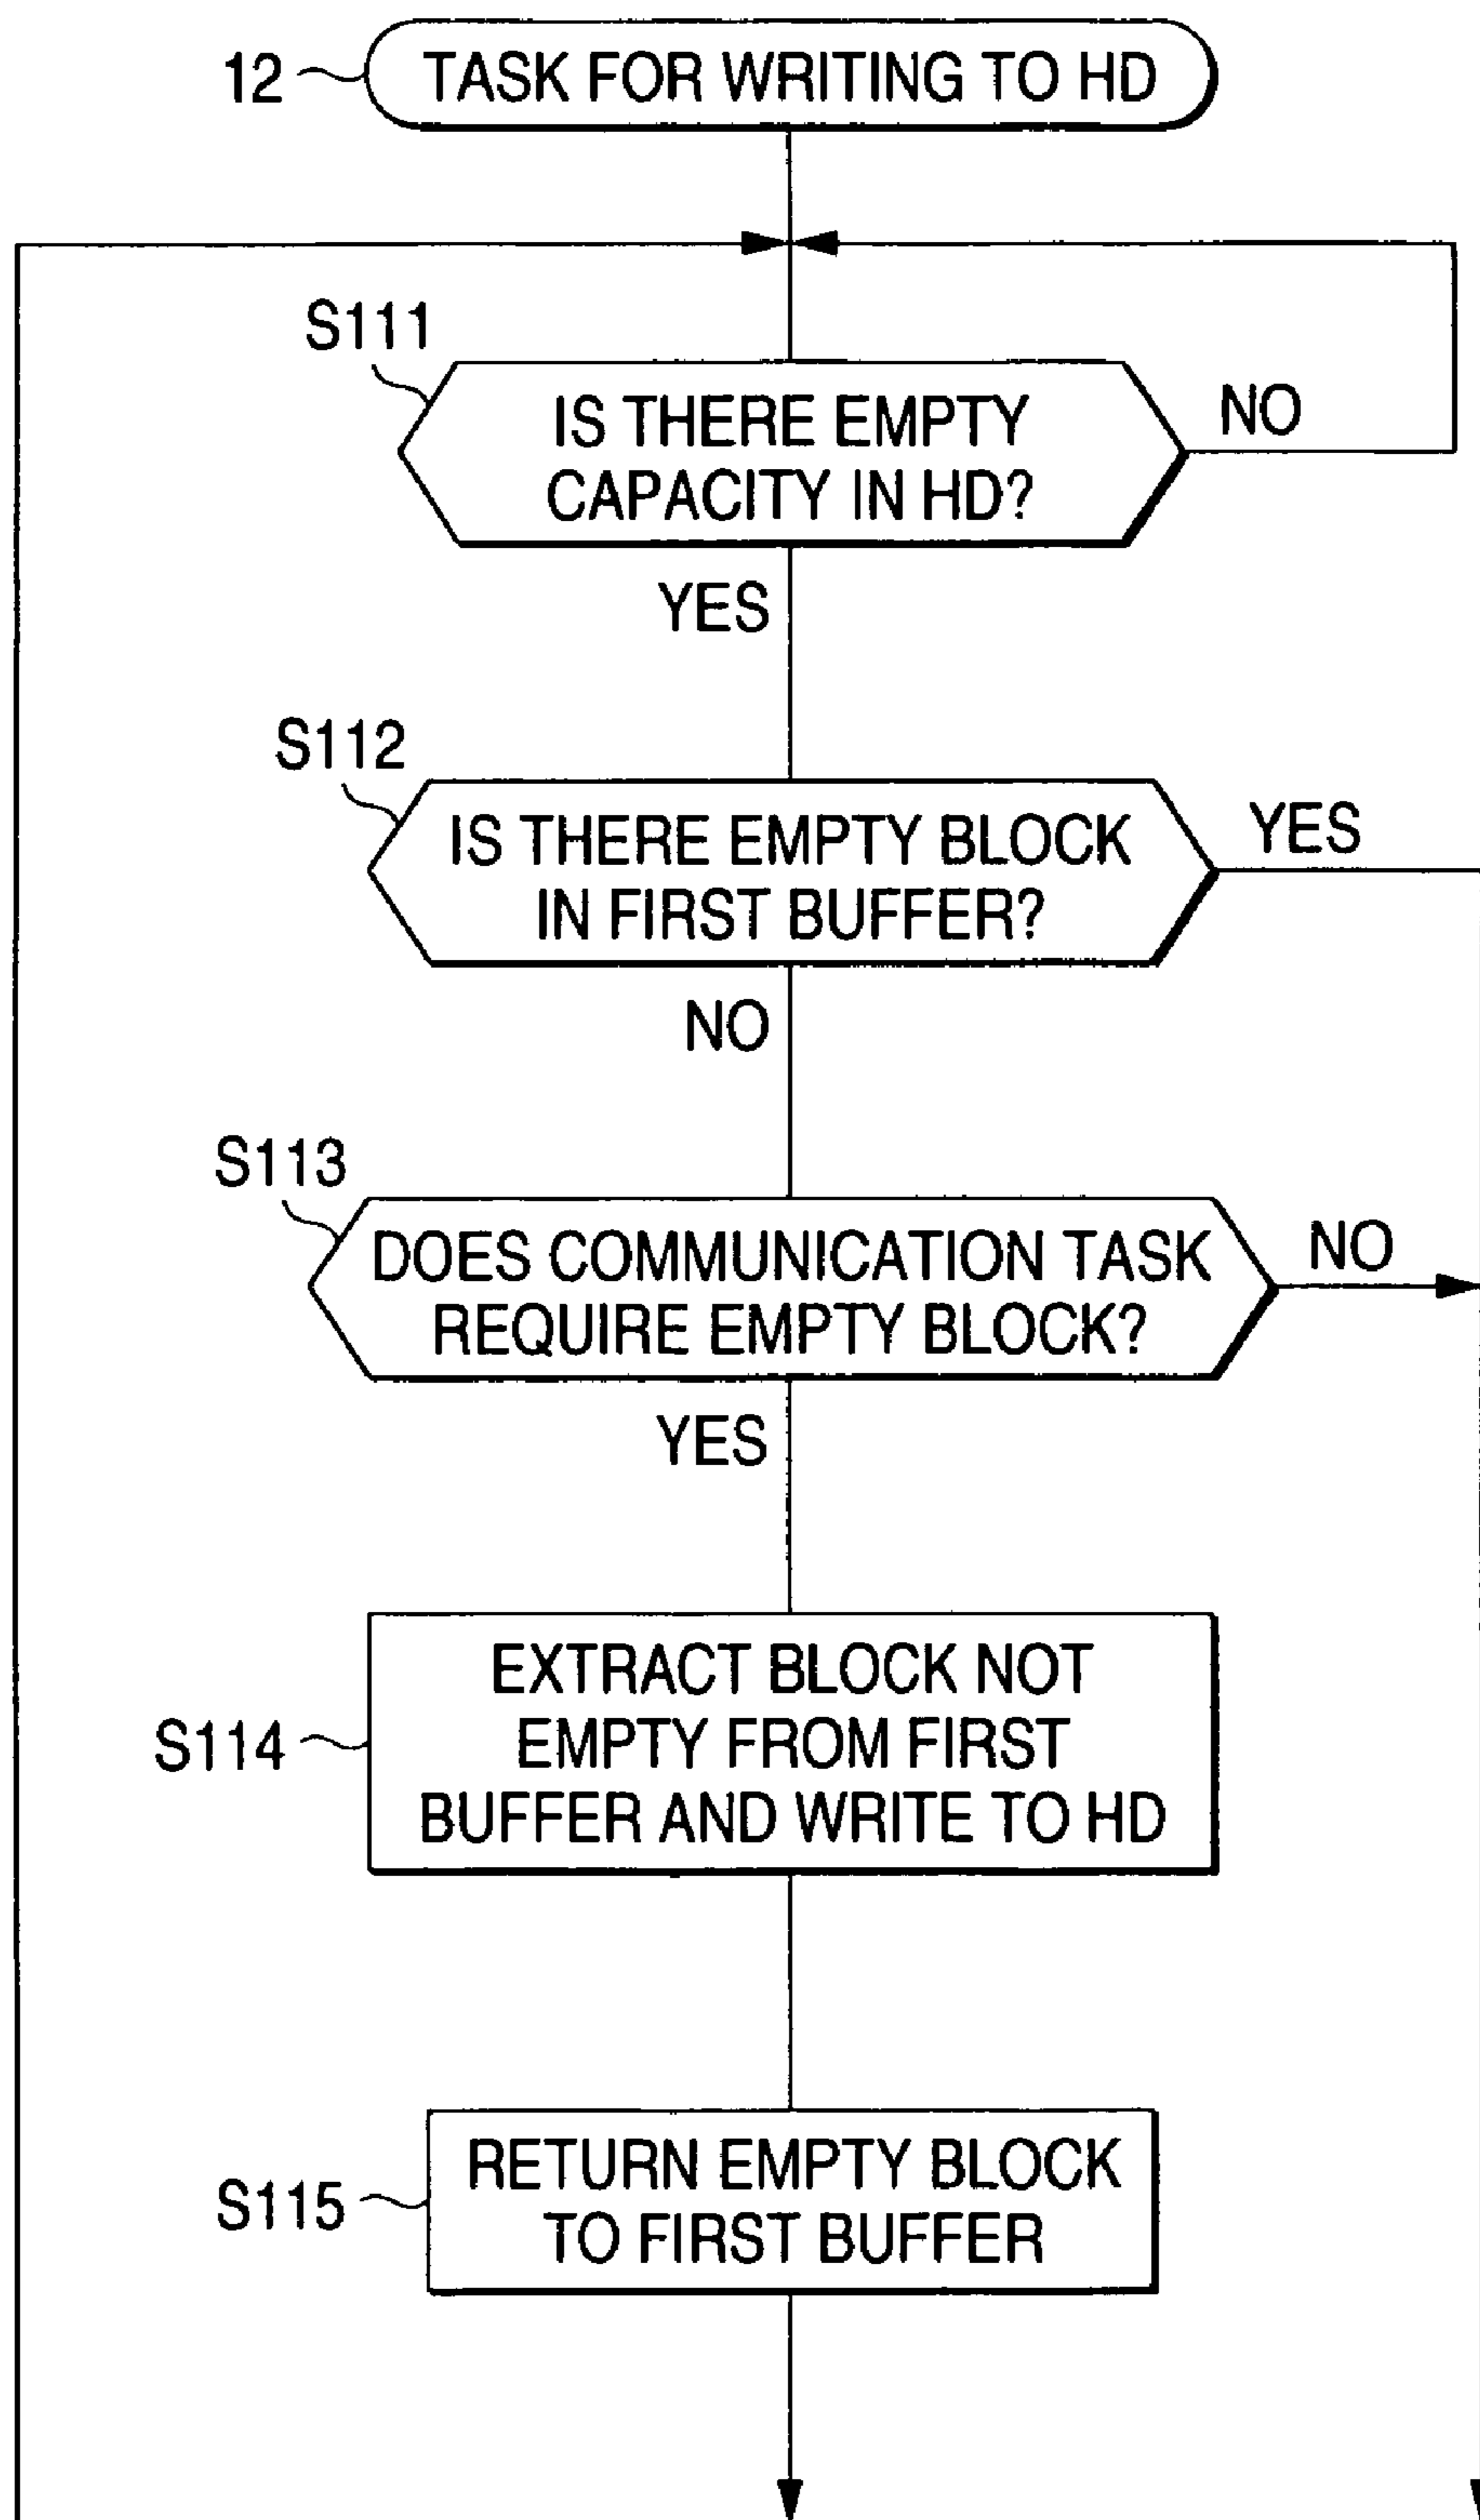 12
TASK FOR WRITING TO HD
S111
IS THERE EMPTY
CAPACITY IN HD?
NO
YES
S112
IS THERE EMPTY BLOCK
IN FIRST BUFFER?
YES
NO
S113
DOES COMMUNICATION TASK
REQUIRE EMPTY BLOCK?
NO
YES
S114
EXTRACT BLOCK NOT
EMPTY FROM FIRST
BUFFER AND WRITE TO HD
S115
RETURN EMPTY BLOCK
TO FIRST BUFFER